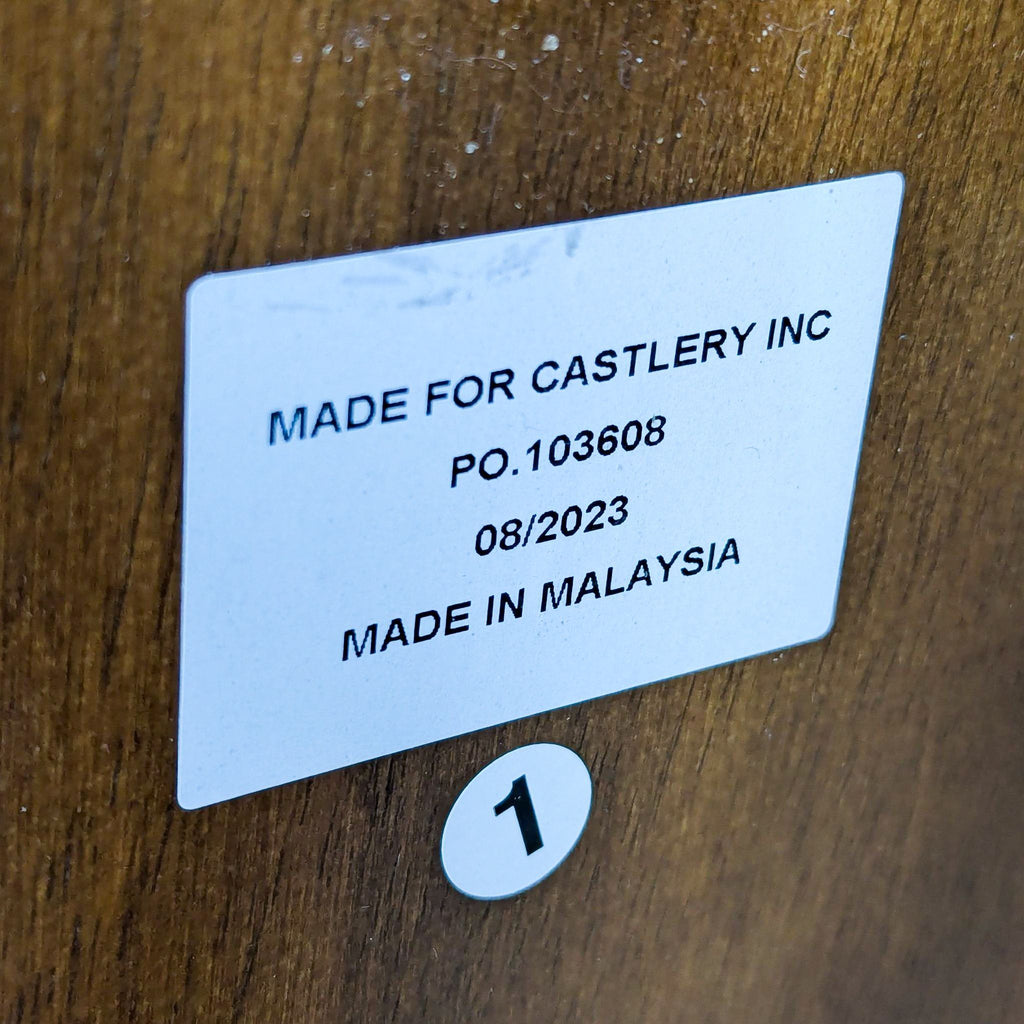 MADE FOR CASTLERY INC
PO.103608
08/2023
MADE IN MALAYSIA
1